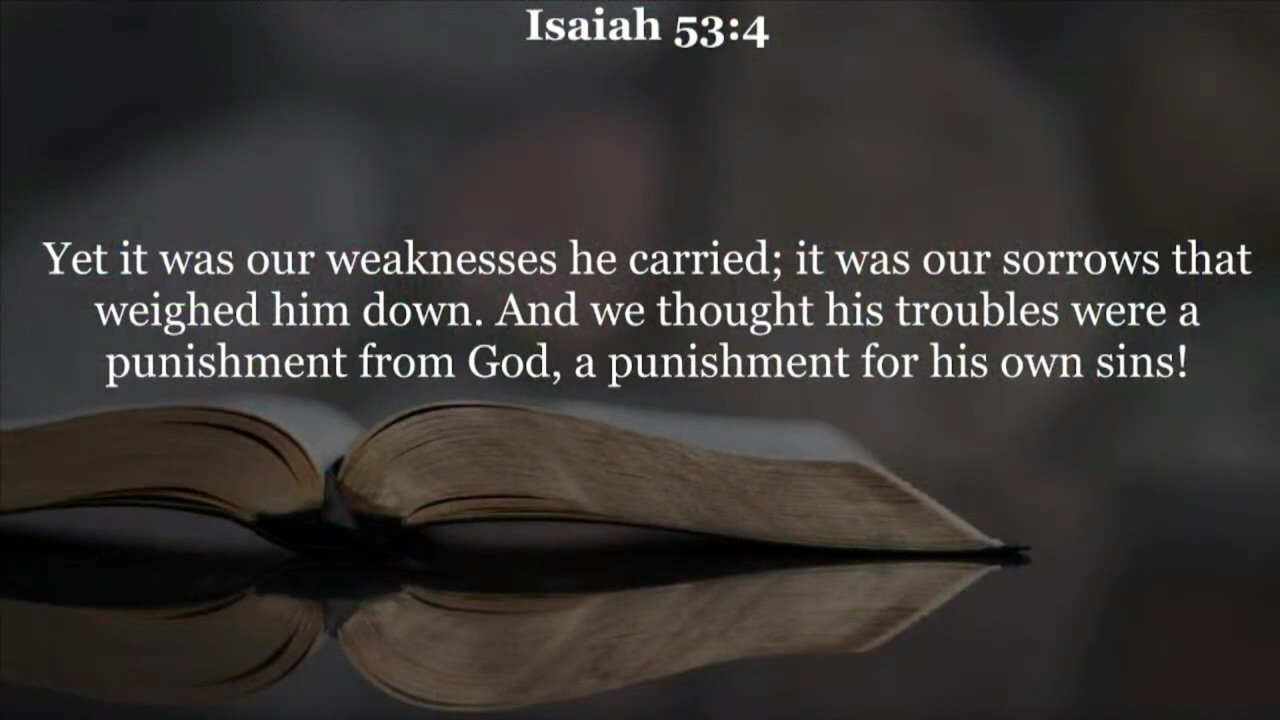 Isaiah 53:4
Yet it was our weaknesses he carried; it was our sorrows that
weighed him down. And we thought his troubles were a
punishment from God, a punishment for his own sins!